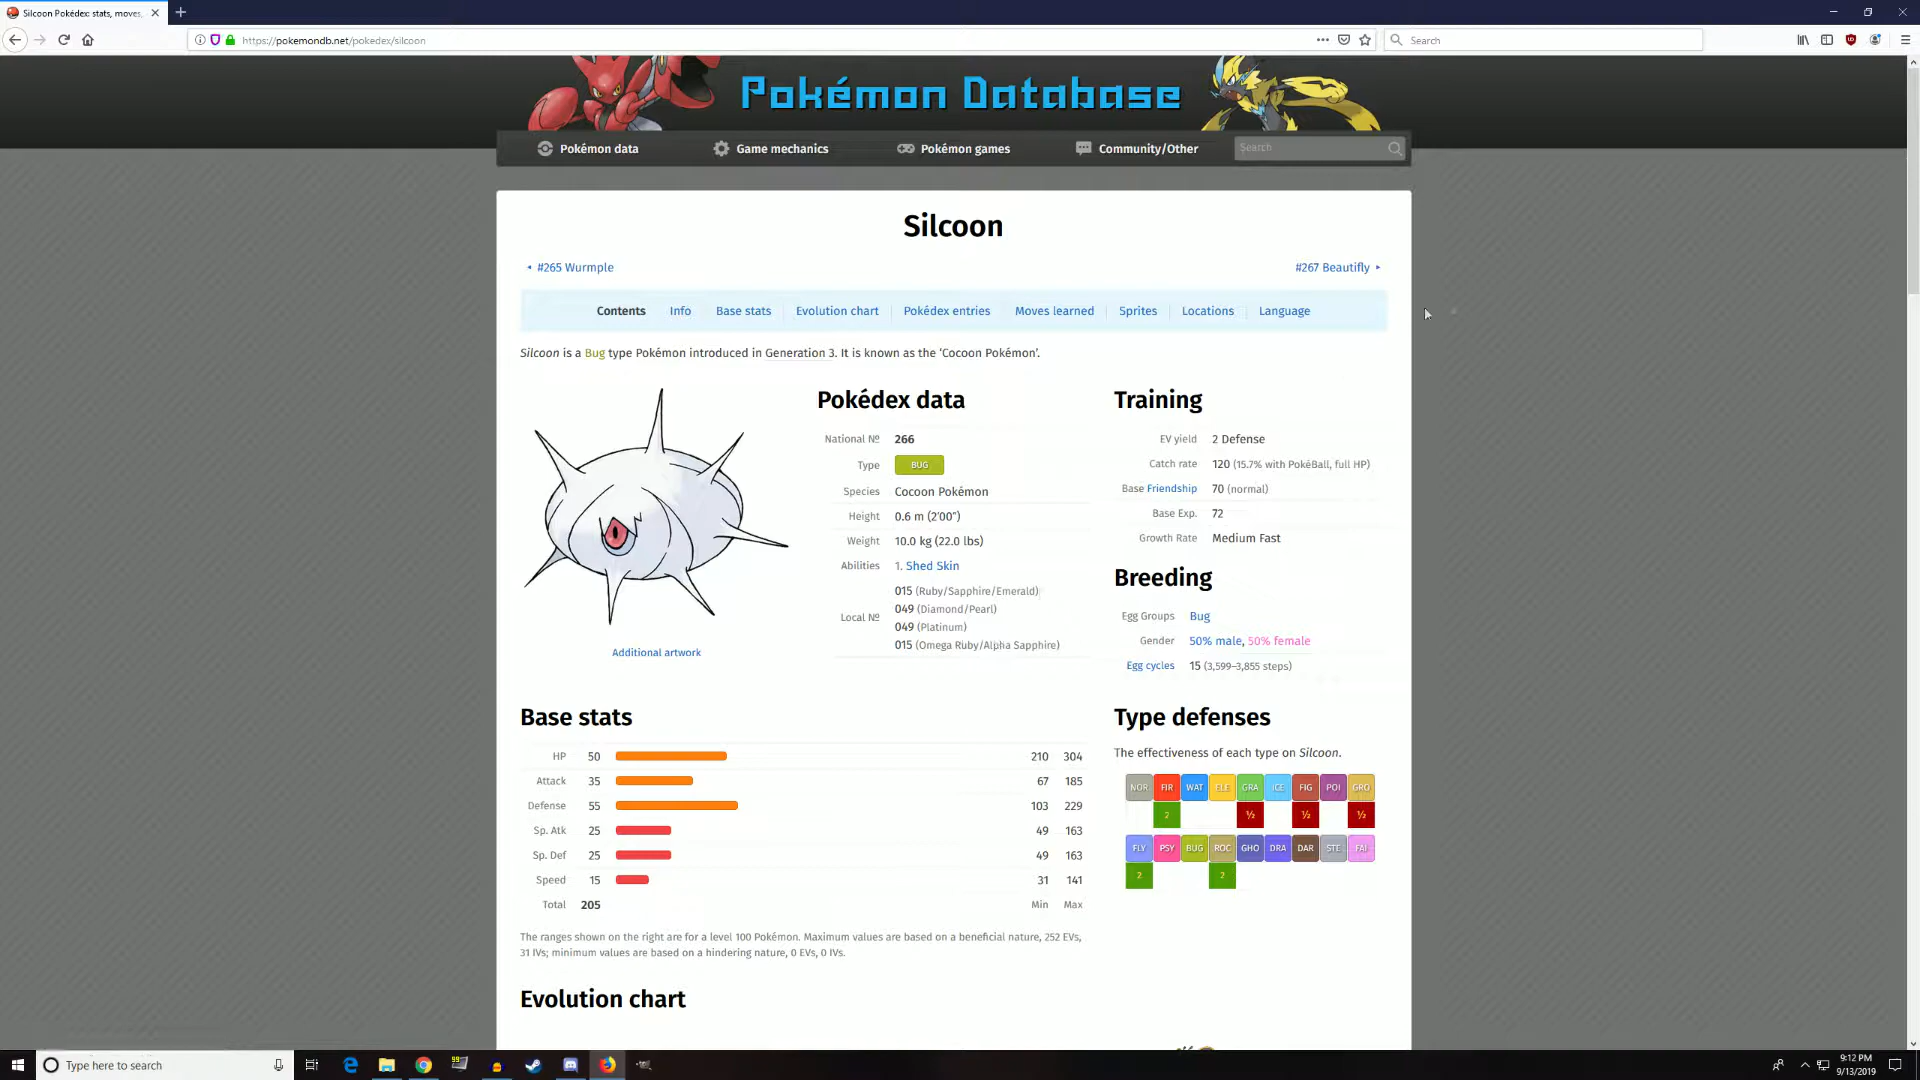 Silcoon Pokédex: stats, moves,
https://pokemondb.net/pokedex/silcoon
Search
Pokémon Database
Pokémon data
Game mechanics
Pokémon games
Community/Other
Search
Silcoon
#265 Wurmple
#267 Beautifly
Contents
Info
Base stats
Evolution chart
Pokédex entries
Moves learned
Sprites
Locations
Language
Silcoon is a Bug type Pokémon introduced in Generation 3. It is known as the ‘Cocoon Pokémon’.
Additional artwork
Pokédex data
National № 266
Type BUG
Species Cocoon Pokémon
Height 0.6 m (2′00″)
Weight 10.0 kg (22.0 lbs)
Abilities 1. Shed Skin
Local № 015 (Ruby/Sapphire/Emerald)
049 (Diamond/Pearl)
049 (Platinum)
015 (Omega Ruby/Alpha Sapphire)
Training
EV yield 2 Defense
Catch rate 120 (15.7% with PokéBall, full HP)
Base Friendship 70 (normal)
Base Exp. 72
Growth Rate Medium Fast
Breeding
Egg Groups Bug
Gender 50% male, 50% female
Egg cycles 15 (3,599–3,855 steps)
Base stats
HP 50 210 304
Attack 35 67 185
Defense 55 103 229
Sp. Atk 25 49 163
Sp. Def 25 49 163
Speed 15 31 141
Total 205 Min Max
The ranges shown on the right are for a level 100 Pokémon. Maximum values are based on a beneficial nature, 252 EVs,
31 IVs; minimum values are based on a hindering nature, 0 EVs, 0 IVs.
Type defenses
The effectiveness of each type on Silcoon.
NOR FIR WAT ELE GRA ICE FIG POI GRO
2 ½ ½ ½
FLY PSY BUG ROC GHO DRA DAR STE FAI
2 2
Evolution chart
Type here to search
9:12 PM
9/13/2019